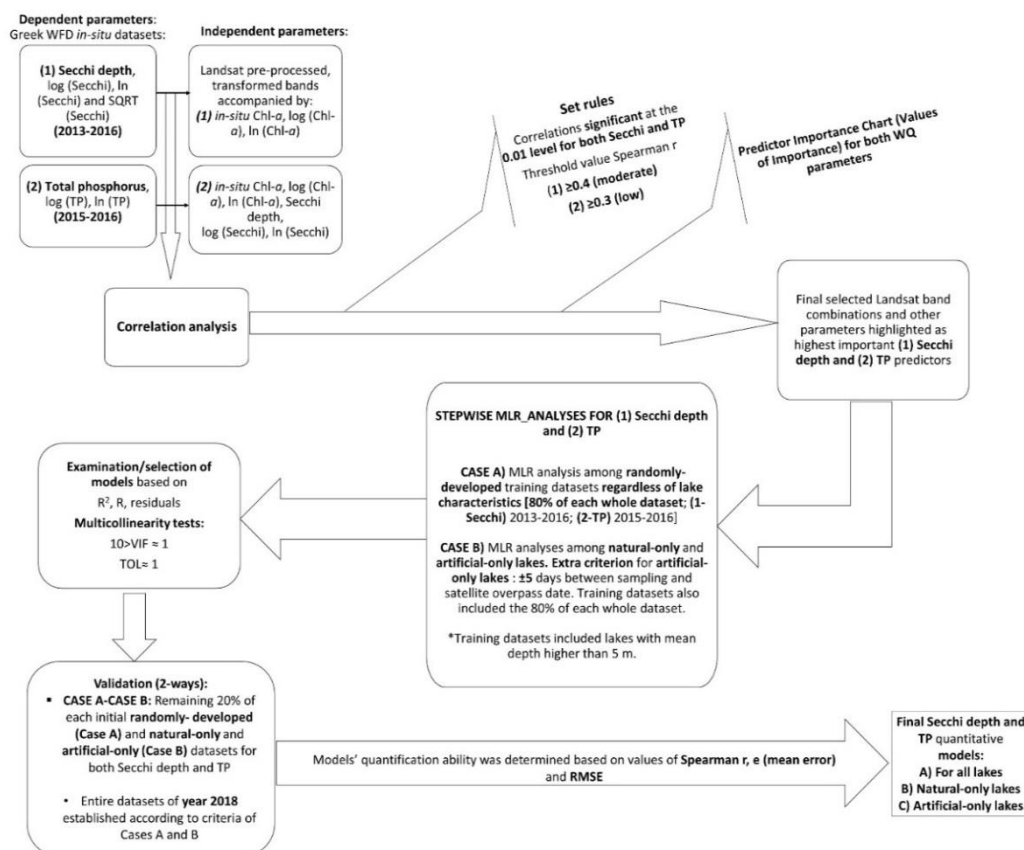 Dependent parameters:
Greek WFD in-situ datasets:
(1) Secchi depth,
log (Secchi), ln
(Secchi) and SQRT
(Secchi)
(2013-2016)
(2) Total phosphorus,
log (TP), ln (TP)
(2015-2016)
Independent parameters:
Landsat pre-processed,
transformed bands
accompanied by:
(1) in-situ Chl-a, log (Chl-
a), ln (Chl-a)
(2) in-situ Chl-a, log (Chl-
a), ln (Chl-a), Secchi
depth,
log (Secchi), ln (Secchi)
Set rules
Correlations significant at the
0.01 level for both Secchi and TP
Threshold value Spearman r
(1) ≥0.4 (moderate)
(2) ≥0.3 (low)
Predictor Importance Chart (Values
of Importance) for both WQ
parameters
Correlation analysis
Final selected Landsat band
combinations and other
parameters highlighted as
highest important (1) Secchi
depth and (2) TP predictors
STEPWISE MLR_ANALYSES FOR (1) Secchi depth
and (2) TP
CASE A) MLR analysis among randomly-
developed training datasets regardless of lake
characteristics [80% of each whole dataset; (1-
Secchi) 2013-2016; (2-TP) 2015-2016]
CASE B) MLR analyses among natural-only and
artificial-only lakes. Extra criterion for artificial-
only lakes : ±5 days between sampling and
satellite overpass date. Training datasets also
included the 80% of each whole dataset.
*Training datasets included lakes with mean
depth higher than 5 m.
Examination/selection of
models based on
R², R, residuals
Multicollinearity tests:
10>VIF ≈ 1
TOL≈ 1
Validation (2-ways):
▪ CASE A-CASE B: Remaining 20% of
each initial randomly- developed
(Case A) and natural-only and
artificial-only (Case B) datasets for
both Secchi depth and TP
• Entire datasets of year 2018
established according to criteria of
Cases A and B
Models' quantification ability was determined based on values of Spearman r, e (mean error)
and RMSE
Final Secchi depth and
TP quantitative
models:
A) For all lakes
B) Natural-only lakes
C) Artificial-only lakes